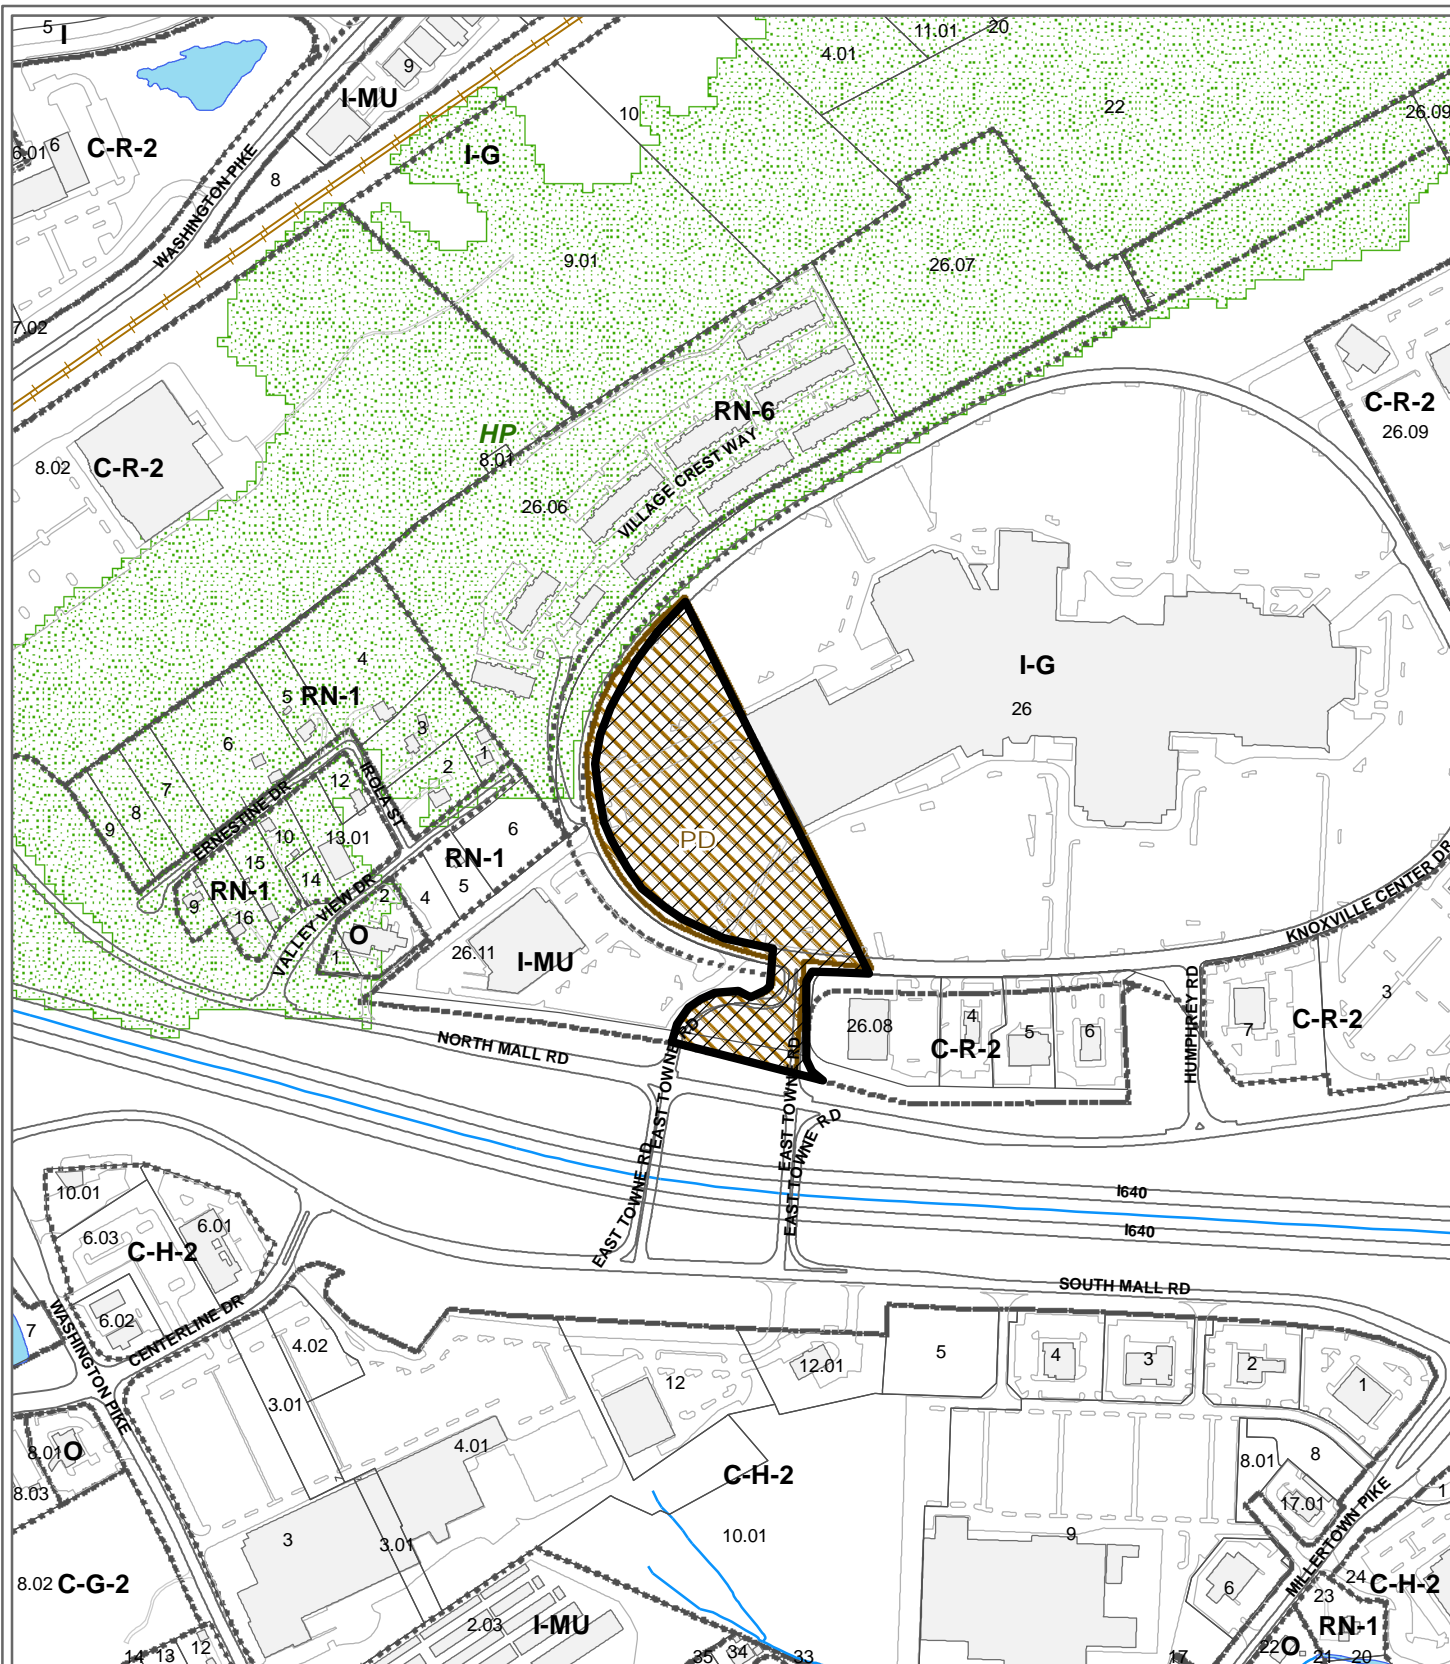 5
I
9
I-MU
10
4.01
11.01
20
22
26.09
6.01
6
C-R-2
8
WASHINGTON PIKE
I-G
9.01
26.07
7.02
C-R-2
26.09
RN-6
HP
8.01
VILLAGE CREST WAY
8.02
C-R-2
26.06
4
5
RN-1
3
6
1
2
7
12
IROLA ST
8
ERNESTINE DR
9
10
13.01
15
14
6
RN-1
5
4
RN-1
2
9
16
VALLEY VIEW DR
O
1
26.11
I-MU
PD
I-G
26
KNOXVILLE CENTER DR
NORTH MALL RD
EAST TOWNE RD
EAST TOWNE RD
26.08
4
5
6
C-R-2
HUMPHREY RD
7
C-R-2
3
EAST TOWNE RD
EAST TOWNE RD
I640
I640
10.01
6.03
6.01
C-H-2
6.02
CENTERLINE DR
WASHINGTON PIKE
7
SOUTH MALL RD
4.02
3.01
12
12.01
5
4
3
2
1
8.01
O
8.03
4.01
C-H-2
10.01
8.01
8
17.01
1
MILLERTOWN PIKE
3
3.01
9
8.02
C-G-2
6
24
C-H-2
23
RN-1
2.03
I-MU
14
13
12
35
34
33
17
22
O
21
20